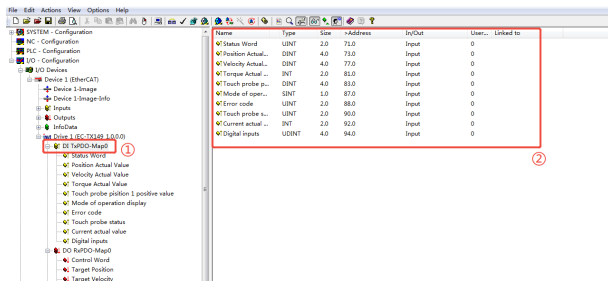 File Edit Actions View Options Help
SYSTEM - Configuration
NC - Configuration
PLC - Configuration
I/O - Configuration
I/O Devices
Device 1 (EtherCAT)
Device 1-Image
Device 1-Image-Info
Inputs
Outputs
InfoData
Drive 1 (EC-TX149 1.0.0.0)
DI TxPDO-Map0
①
Status Word
Position Actual Value
Velocity Actual Value
Torque Actual Value
Touch probe pisition 1 positive value
Mode of operation display
Error code
Touch probe status
Current actual value
Digital inputs
DO RxPDO-Map0
Control Word
Target Position
Target Velocity
Name Type Size >Address In/Out User... Linked to
Status Word UINT 2.0 71.0 Input 0
Position Actual... DINT 4.0 73.0 Input 0
Velocity Actual... DINT 4.0 77.0 Input 0
Torque Actual ... INT 2.0 81.0 Input 0
Touch probe p... DINT 4.0 83.0 Input 0
Mode of oper... SINT 1.0 87.0 Input 0
Error code UINT 2.0 88.0 Input 0
Touch probe s... UINT 2.0 90.0 Input 0
Current actual ... INT 2.0 92.0 Input 0
Digital inputs UDINT 4.0 94.0 Input 0
②